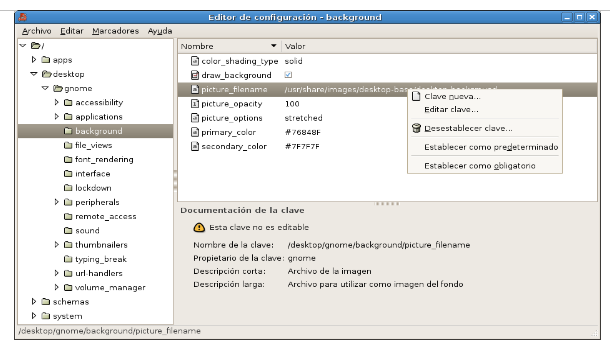 Editor de configuración - background
Archivo Editar Marcadores Ayuda
/
apps
desktop
gnome
accessibility
applications
background
file_views
font_rendering
interface
lockdown
peripherals
remote_access
sound
thumbnailers
typing_break
url-handlers
volume_manager
schemas
system
Nombre Valor
color_shading_type solid
draw_background
picture_filename /usr/share/images/desktop-base/
picture_opacity 100
picture_options stretched
primary_color #76848F
secondary_color #7F7F7F
Clave nueva...
Editar clave...
Desestablecer clave...
Establecer como predeterminado
Establecer como obligatorio
Documentación de la clave
Esta clave no es editable
Nombre de la clave: /desktop/gnome/background/picture_filename
Propietario de la clave: gnome
Descripción corta: Archivo de la imagen
Descripción larga: Archivo para utilizar como imagen del fondo
/desktop/gnome/background/picture_filename